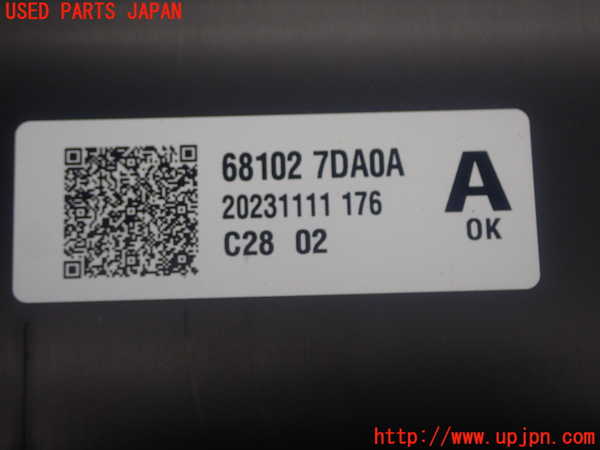 USED PARTS JAPAN
68102 7DA0A
20231111 176
C28 02
A
OK
http://www.upjpn.com/